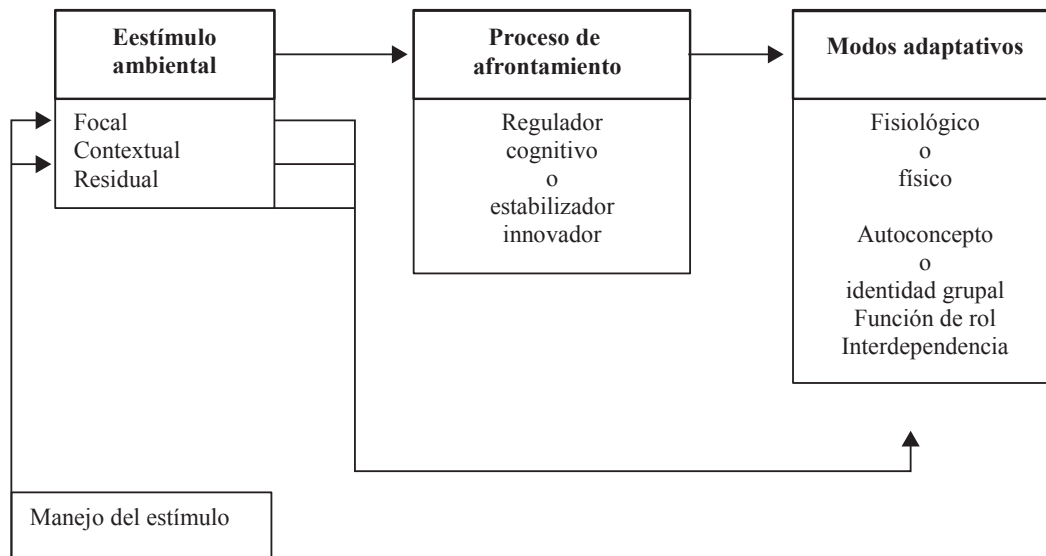 Eestímulo
ambiental
Focal
Contextual
Residual
Proceso de
afrontamiento
Regulador
cognitivo
o
estabilizador
innovador
Modos adaptativos
Fisiológico
o
físico
Autoconcepto
o
identidad grupal
Función de rol
Interdependencia
Manejo del estímulo